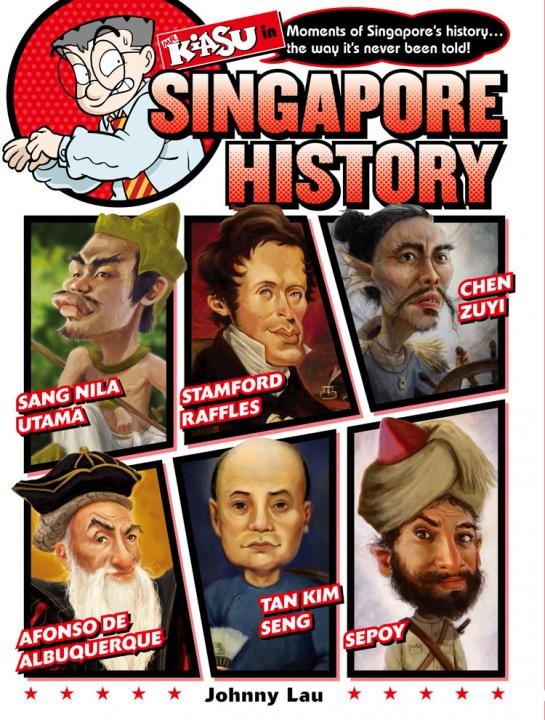 MR. KIASU in
Moments of Singapore's history...
the way it's never been told!
SINGAPORE
HISTORY
SANG NILA
UTAMA
STAMFORD
RAFFLES
CHEN
ZUYI
AFONSO DE
ALBUQUERQUE
TAN KIM
SENG
SEPOY
Johnny Lau